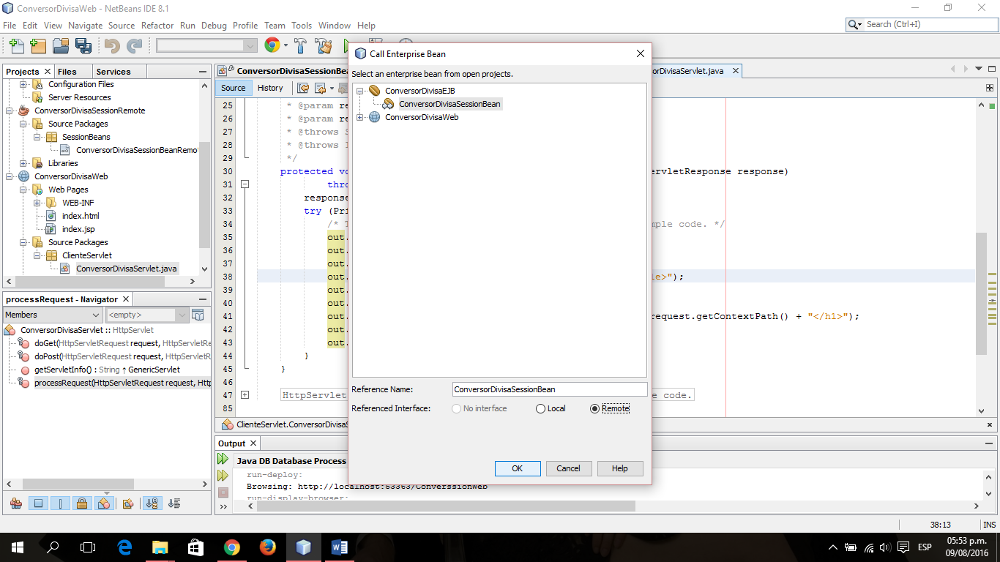 ConversorDivisaWeb - NetBeans IDE 8.1
File Edit View Navigate Source Refactor Run Debug Profile Team Tools Window Help
Search (Ctrl+I)
Projects Files Services
Configuration Files
Server Resources
ConversorDivisaSessionRemote
Source Packages
SessionBeans
ConversorDivisaSessionBeanRemo
Libraries
ConversorDivisaWeb
Web Pages
WEB-INF
index.html
index.jsp
Source Packages
ClienteServlet
ConversorDivisaServlet.java
processRequest - Navigator
Members <empty>
ConversorDivisaServlet :: HttpServlet
doGet(HttpServletRequest request, HttpServletRe
doPost(HttpServletRequest request, HttpServletR
getServletInfo() : String ↑ GenericServlet
processRequest(HttpServletRequest request, Http
ConversorDivisaSessionBea
orDivisaServlet.java
Source History
25 * @param re
26 * @param re
27 * @throws S
28 * @throws I
29 */
30 protected vo ervletResponse response)
31 thro
32 response
33 try (Pri
34 /* T mple code. */
35 out.
36 out.
37 out.
38 out. le>");
39 out.
40 out.
41 out. request.getContextPath() + "</h1>");
42 out.
43 out.
44 }
45 }
46
47 HttpServlet e code.
85
ClienteServlet.ConversorDivisaS
Call Enterprise Bean
Select an enterprise bean from open projects.
ConversorDivisaEJB
ConversorDivisaSessionBean
ConversorDivisaWeb
Reference Name: ConversorDivisaSessionBean
Referenced Interface: No interface Local Remote
OK Cancel Help
Output
Java DB Database Process
run-deploy:
Browsing: http://localhost:53363/ConverssionWeb
run-display-browser:
38:13 INS
ESP
05:53 p.m.
09/08/2016